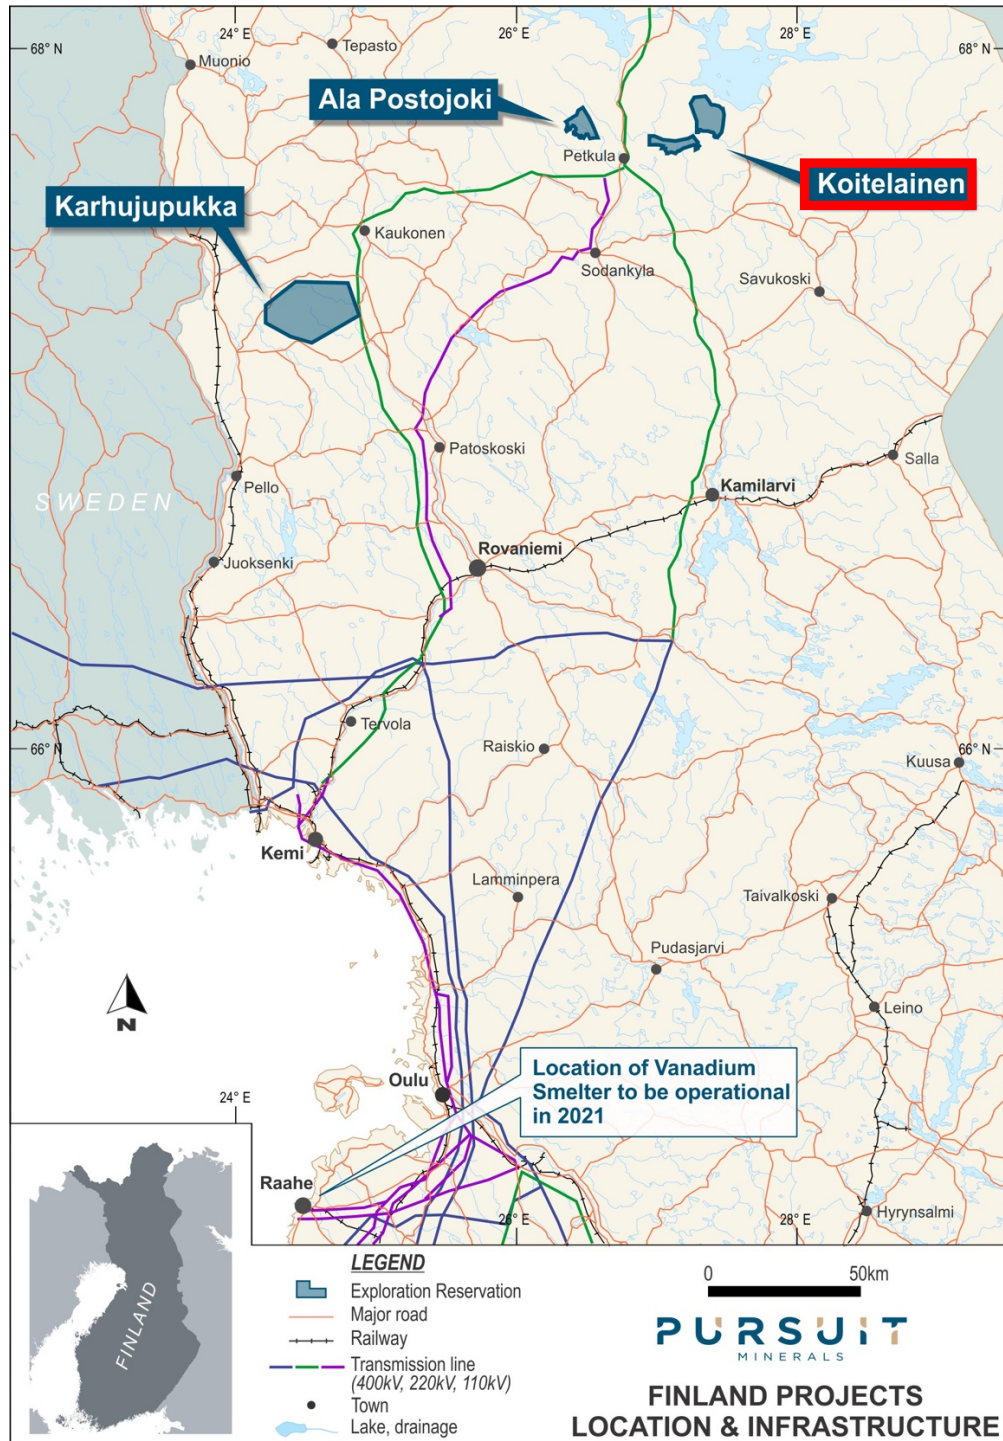 24 E
26 E
28 E
68° N
68° N
Tepasto
Muonio
Ala Postojoki
Petkula
Koitelainen
Karhujupukka
Kaukonen
Sodankyla
Savukoski
Patoskoski
Salla
Pello
Kamilarvi
SWEDEN
Rovaniemi
Juoksenki
Tervola
Raiskio
66° N
66° N
Kuusa
Kemi
Lamminpera
Taivalkoski
Pudasjarvi
N
Leino
Location of Vanadium
Smelter to be operational
in 2021
Oulu
24° E
Raahe
26° E
28° E
Hyrynsalmi
FINLAND
LEGEND
Exploration Reservation
Major road
Railway
Transmission line
(400kV, 220kV, 110kV)
Town
Lake, drainage
0 50km
PURSUIT
MINERALS
FINLAND PROJECTS
LOCATION & INFRASTRUCTURE